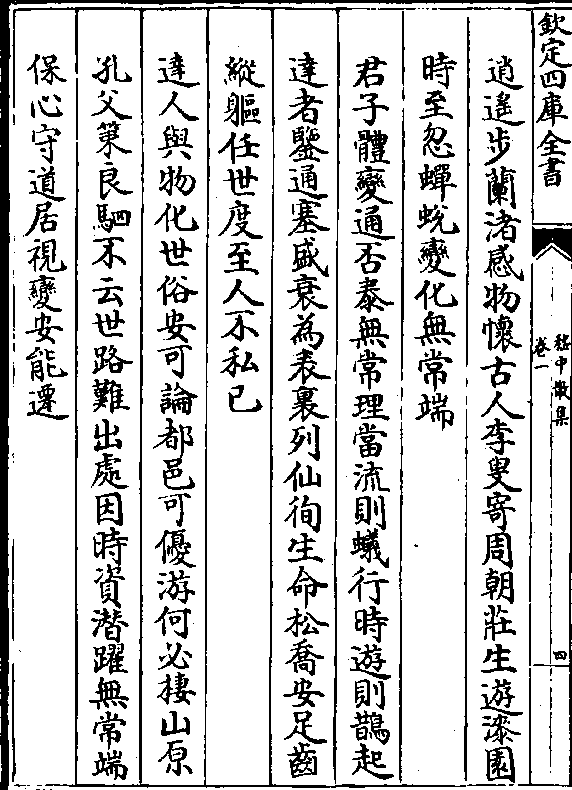 欽定四庫全書
嵇中散集
卷一
四
逍遙步蘭渚感物懷古人李叟寄周朝莊生遊漆園
時至忽蟬蛻變化無常端
君子體變通否泰無常理當流則蟻行時遊則鵲起
達者鑒通塞盛衰為表裏列仙徇生命松喬安足齒
縱軀任世度至人不私已
達人與物化世俗安可論都邑可優游何必棲山原
孔父策良駟不云世路難出處因時資潛躍無常端
保心守道居視變安能遷